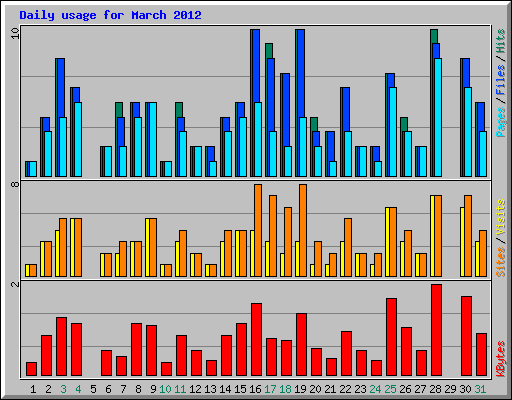 Daily usage for March 2012
10
Pages/Files/Hits
8
Sites/Visits
2
KBytes
1 2 3 4 5 6 7 8 9 10 11 12 13 14 15 16 17 18 19 20 21 22 23 24 25 26 27 28 29 30 31